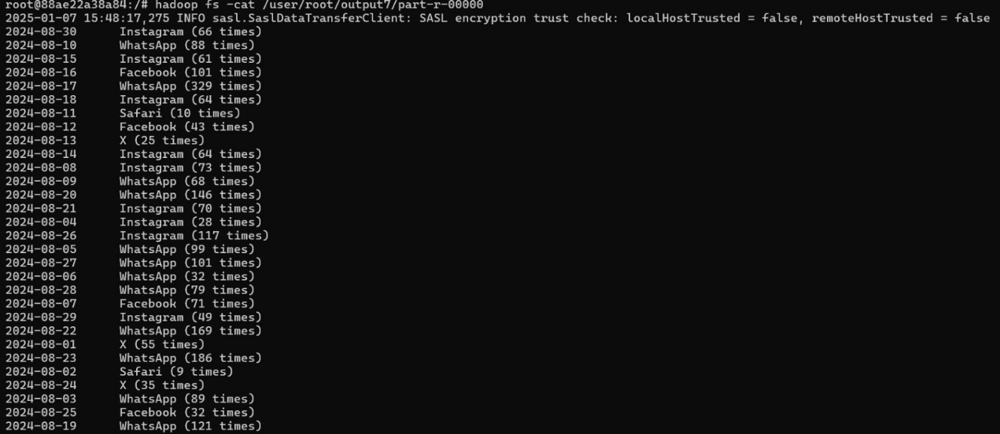 root@88ae22a38a84:/# hadoop fs -cat /user/root/output7/part-r-00000
2025-01-07 15:48:17,275 INFO sasl.SaslDataTransferClient: SASL encryption trust check: localHostTrusted = false, remoteHostTrusted = false
2024-08-30 Instagram (66 times)
2024-08-10 WhatsApp (88 times)
2024-08-15 Instagram (61 times)
2024-08-16 Facebook (101 times)
2024-08-17 WhatsApp (329 times)
2024-08-18 Instagram (64 times)
2024-08-11 Safari (10 times)
2024-08-12 Facebook (43 times)
2024-08-13 X (25 times)
2024-08-14 Instagram (64 times)
2024-08-08 Instagram (73 times)
2024-08-09 WhatsApp (68 times)
2024-08-20 WhatsApp (146 times)
2024-08-21 Instagram (70 times)
2024-08-04 Instagram (28 times)
2024-08-26 Instagram (117 times)
2024-08-05 WhatsApp (99 times)
2024-08-27 WhatsApp (101 times)
2024-08-06 WhatsApp (32 times)
2024-08-28 WhatsApp (79 times)
2024-08-07 Facebook (71 times)
2024-08-29 Instagram (49 times)
2024-08-22 WhatsApp (169 times)
2024-08-01 X (55 times)
2024-08-23 WhatsApp (186 times)
2024-08-02 Safari (9 times)
2024-08-24 X (35 times)
2024-08-03 WhatsApp (89 times)
2024-08-25 Facebook (32 times)
2024-08-19 WhatsApp (121 times)